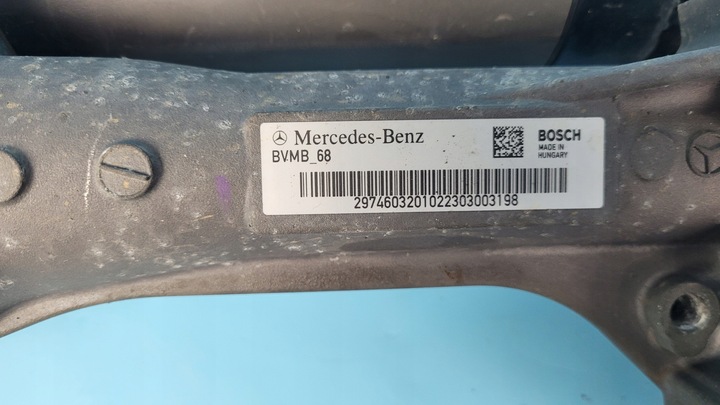 Mercedes-Benz
BVMB_68
BOSCH
MADE IN
HUNGARY
2974603201022303003198